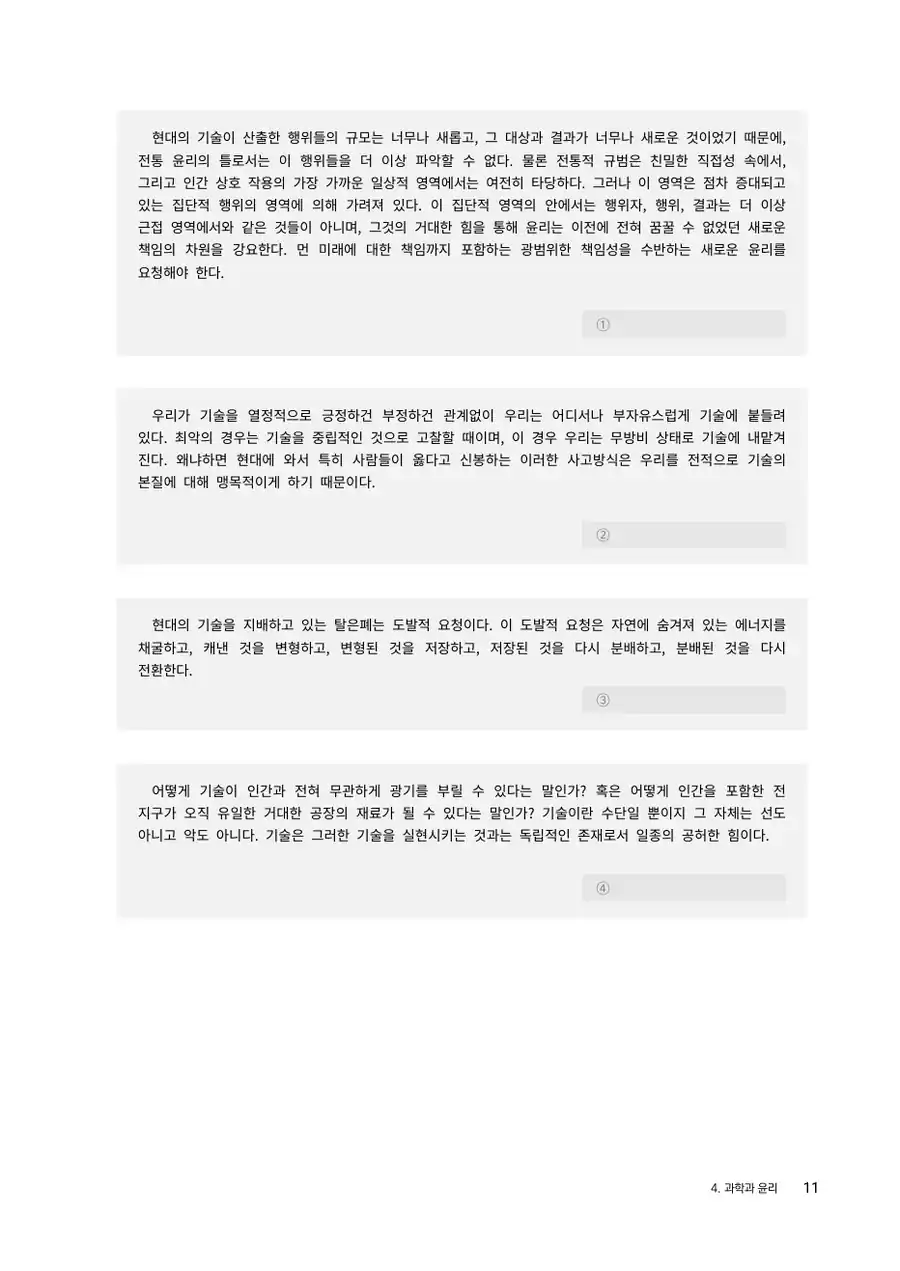 현대의 기술이 산출한 행위들의 규모는 너무나 새롭고, 그 대상과 결과가 너무나 새로운 것이었기 때문에,
전통 윤리의 틀로서는 이 행위들을 더 이상 파악할 수 없다. 물론 전통적 규범은 친밀한 직접성 속에서,
그리고 인간 상호 작용의 가장 가까운 일상적 영역에서는 여전히 타당하다. 그러나 이 영역은 점차 증대되고
있는 집단적 행위의 영역에 의해 가려져 있다. 이 집단적 영역의 안에서는 행위자, 행위, 결과는 더 이상
근접 영역에서와 같은 것들이 아니며, 그것의 거대한 힘을 통해 윤리는 이전에 전혀 꿈꿀 수 없었던 새로운
책임의 차원을 강요한다. 먼 미래에 대한 책임까지 포함하는 광범위한 책임성을 수반하는 새로운 윤리를
요청해야 한다.
①
우리가 기술을 열정적으로 긍정하건 부정하건 관계없이 우리는 어디서나 부자유스럽게 기술에 붙들려
있다. 최악의 경우는 기술을 중립적인 것으로 고찰할 때이며, 이 경우 우리는 무방비 상태로 기술에 내맡겨
진다. 왜냐하면 현대에 와서 특히 사람들이 옳다고 신봉하는 이러한 사고방식은 우리를 전적으로 기술의
본질에 대해 맹목적이게 하기 때문이다.
②
현대의 기술을 지배하고 있는 탈은폐는 도발적 요청이다. 이 도발적 요청은 자연에 숨겨져 있는 에너지를
채굴하고, 캐낸 것을 변형하고, 변형된 것을 저장하고, 저장된 것을 다시 분배하고, 분배된 것을 다시
전환한다.
③
어떻게 기술이 인간과 전혀 무관하게 광기를 부릴 수 있다는 말인가? 혹은 어떻게 인간을 포함한 전
지구가 오직 유일한 거대한 공장의 재료가 될 수 있다는 말인가? 기술이란 수단일 뿐이지 그 자체는 선도
아니고 악도 아니다. 기술은 그러한 기술을 실현시키는 것과는 독립적인 존재로서 일종의 공허한 힘이다.
④
4. 과학과 윤리 11